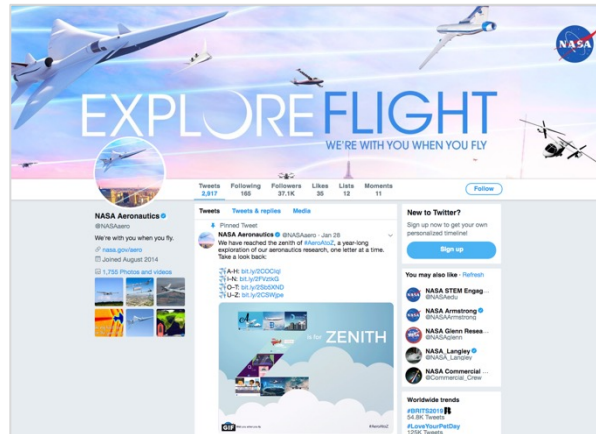 NASA
EXPLORE FLIGHT
WE'RE WITH YOU WHEN YOU FLY
Tweets Following Followers Likes Lists Moments
2,917 165 37.1K 35 12 11
Follow
NASA Aeronautics
@NASAaero
We're with you when you fly.
nasa.gov/aero
Joined August 2014
1,755 Photos and videos
Tweets Tweets & replies Media
Pinned Tweet
NASA Aeronautics @NASAaero · Jan 28
We have reached the zenith of #AeroAtoZ, a year-long
exploration of our aeronautics research, one letter at a time.
Take a look back:
A-H: bit.ly/2COCiqi
I-N: bit.ly/2FVzikG
O-T: bit.ly/2Sb5XND
U-Z: bit.ly/2CSWjpe
is for ZENITH
GIF
#AeroAtoZ
New to Twitter?
Sign up now to get your own
personalized timeline!
Sign up
You may also like · Refresh
NASA STEM Engag...
@NASAedu
NASA Armstrong
@NASAArmstrong
NASA Glenn Resea...
@NASAglenn
NASA_Langley
@NASA_Langley
NASA Commercial ...
@Commercial_Crew
Worldwide trends
#BRITS2019
54.8K Tweets
#LoveYourPetDay
125K Tweets